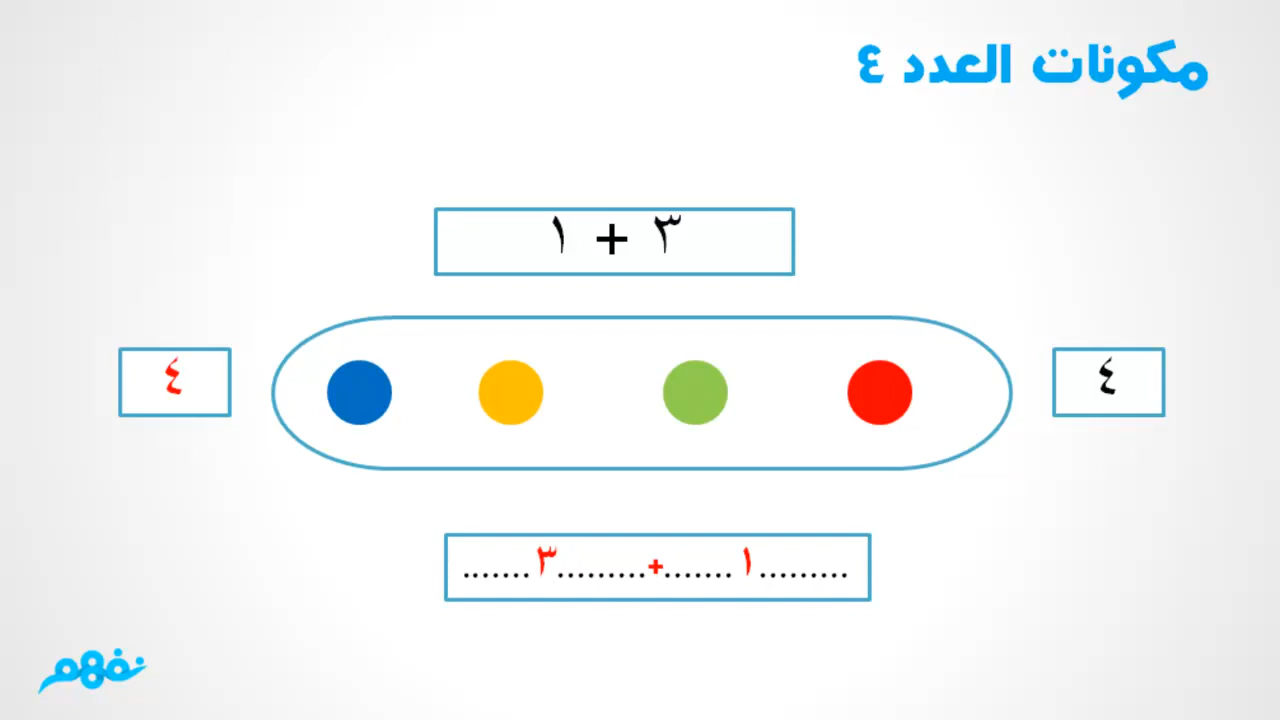 مكونات العدد ٤
٣ + ١
٤
٤
.........١.......+.........٣.......
نفهم